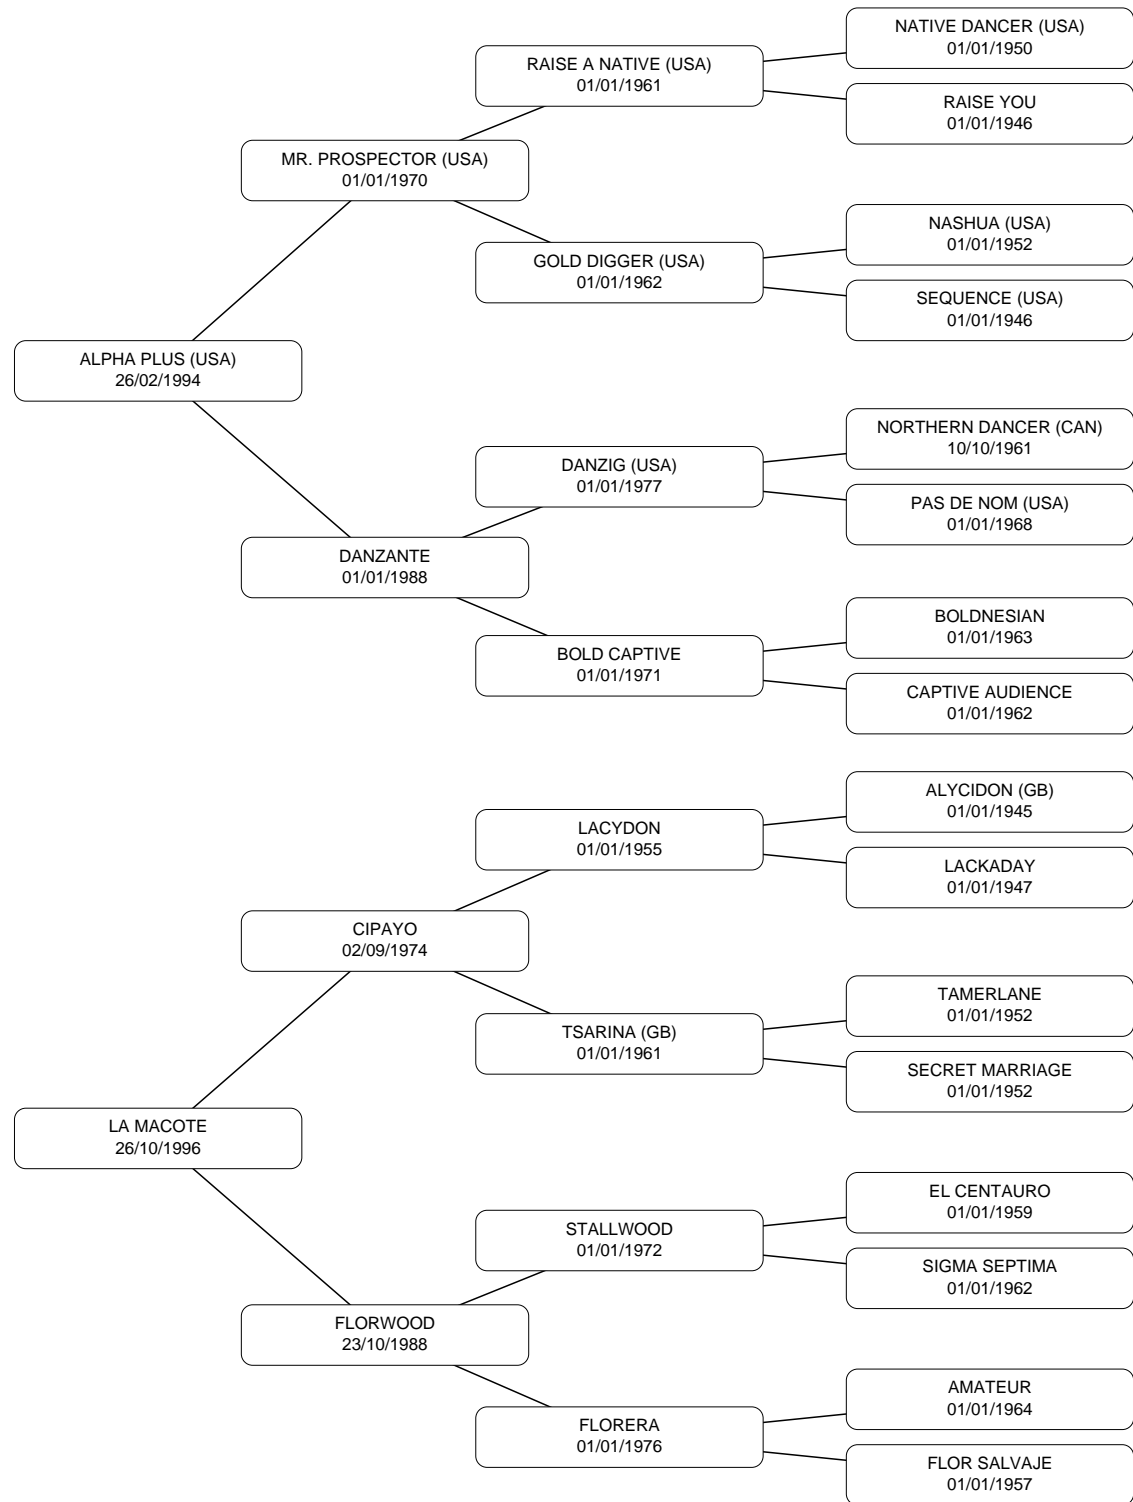 NATIVE DANCER (USA)
01/01/1950
RAISE A NATIVE (USA)
01/01/1961
RAISE YOU
01/01/1946
MR. PROSPECTOR (USA)
01/01/1970
NASHUA (USA)
01/01/1952
GOLD DIGGER (USA)
01/01/1962
SEQUENCE (USA)
01/01/1946
ALPHA PLUS (USA)
26/02/1994
NORTHERN DANCER (CAN)
10/10/1961
DANZIG (USA)
01/01/1977
PAS DE NOM (USA)
01/01/1968
DANZANTE
01/01/1988
BOLDNESIAN
01/01/1963
BOLD CAPTIVE
01/01/1971
CAPTIVE AUDIENCE
01/01/1962
ALYCIDON (GB)
01/01/1945
LACYDON
01/01/1955
LACKADAY
01/01/1947
CIPAYO
02/09/1974
TAMERLANE
01/01/1952
TSARINA (GB)
01/01/1961
SECRET MARRIAGE
01/01/1952
LA MACOTE
26/10/1996
EL CENTAURO
01/01/1959
STALLWOOD
01/01/1972
SIGMA SEPTIMA
01/01/1962
FLORWOOD
23/10/1988
AMATEUR
01/01/1964
FLORERA
01/01/1976
FLOR SALVAJE
01/01/1957